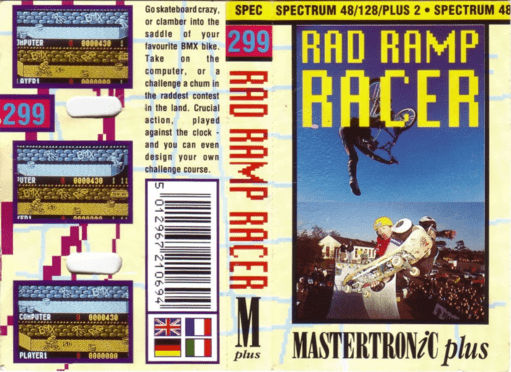 COMPUTER 0000430
PLAYER1
299
COMPUTER 0000430
COMPUTER 0000430
PLAYER1 0000000
Go skateboard crazy,
or clamber into the
saddle of your
favourite BMX bike.
Take on the
computer, or a
challenge a chum in
the raddest contest
in the land. Crucial
action, played
against the clock -
and you can even
design your own
challenge course.
5 012967 210694
SPEC
299
RAD RAMP RACER
M
plus
SPECTRUM 48/128/PLUS 2 • SPECTRUM 48
RAD RAMP
RACER
MASTERTRONiC plus